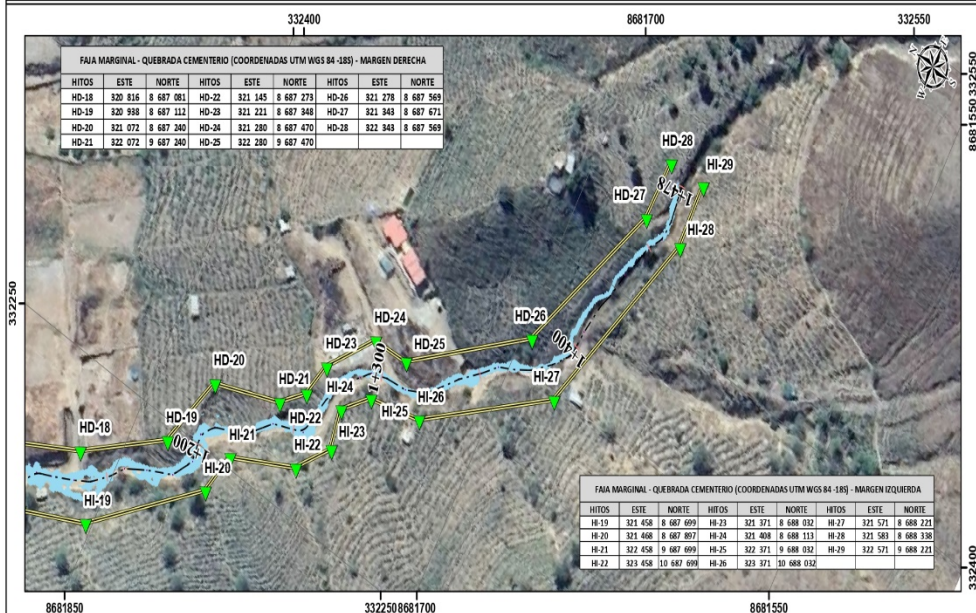 332400 8681700 332550
FAJA MARGINAL - QUEBRADA CEMENTERIO (COORDENADAS UTM WGS 84 -18S) - MARGEN DERECHA
HITOS ESTE NORTE HITOS ESTE NORTE HITOS ESTE NORTE
HD-18 320 816 8 687 081 HD-22 321 145 8 687 273 HD-26 321 278 8 687 569
HD-19 320 938 8 687 112 HD-23 321 221 8 687 348 HD-27 321 343 8 687 671
HD-20 321 072 8 687 240 HD-24 321 280 8 687 470 HD-28 322 343 8 687 569
HD-21 322 072 9 687 240 HD-25 322 280 9 687 470
N
E
W
S
332550
8681550
HD-28
1+478
HI-29
HD-27
HI-28
332250
HD-26
1+400
HD-24
HD-23
HD-25
1+300
HD-20
HD-21
HI-24
HI-27
HI-26
HD-19
HD-22
HI-25
HD-18
1+200
HI-21
HI-23
HI-22
HI-20
HI-19
FAJA MARGINAL - QUEBRADA CEMENTERIO (COORDENADAS UTM WGS 84 -18S) - MARGEN IZQUIERDA
HITOS ESTE NORTE HITOS ESTE NORTE HITOS ESTE NORTE
HI-19 321 458 8 687 699 HI-23 321 371 8 688 032 HI-27 321 571 8 688 221
HI-20 321 468 8 687 897 HI-24 321 408 8 688 113 HI-28 321 583 8 688 338
HI-21 322 458 9 687 699 HI-25 322 371 9 688 032 HI-29 322 571 9 688 221
HI-22 323 458 10 687 699 HI-26 323 371 10 688 032
332400
8681850 332250 8681700 8681550